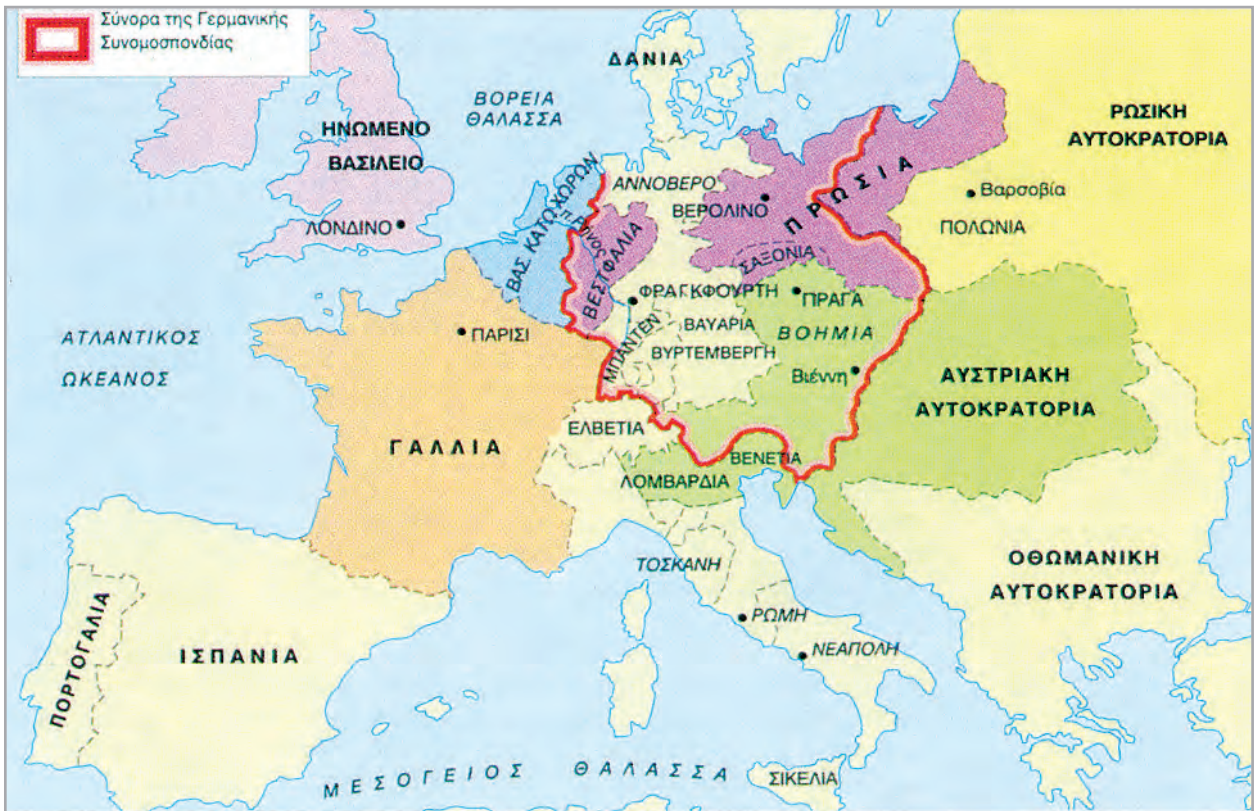 Σύνορα της Γερμανικής
Συνομοσπονδίας
ΔΑΝΙΑ
ΒΟΡΕΙΑ
ΘΑΛΑΣΣΑ
ΗΝΩΜΕΝΟ
ΒΑΣΙΛΕΙΟ
ΛΟΝΔΙΝΟ
ΡΩΣΙΚΗ
ΑΥΤΟΚΡΑΤΟΡΙΑ
Βαρσοβία
ΠΟΛΩΝΙΑ
ΑΝΝΟΒΕΡΟ
ΒΕΡΟΛΙΝΟ
ΠΡΩΣΙΑ
ΣΑΞΟΝΙΑ
ΒΑΣ. ΚΑΤΩ ΧΩΡΩΝ
π. Ρήνος
ΒΕΣΤΦΑΛΙΑ
ΦΡΑΓΚΦΟΥΡΤΗ
ΠΡΑΓΑ
ΒΟΗΜΙΑ
ΒΑΥΑΡΙΑ
ΒΥΡΤΕΜΒΕΡΓΗ
ΜΠΑΝΤΕΝ
Βιέννη
ΑΥΣΤΡΙΑΚΗ
ΑΥΤΟΚΡΑΤΟΡΙΑ
ΑΤΛΑΝΤΙΚΟΣ
ΩΚΕΑΝΟΣ
ΠΑΡΙΣΙ
ΓΑΛΛΙΑ
ΕΛΒΕΤΙΑ
ΒΕΝΕΤΙΑ
ΛΟΜΒΑΡΔΙΑ
ΤΟΣΚΑΝΗ
ΡΩΜΗ
ΝΕΑΠΟΛΗ
ΟΘΩΜΑΝΙΚΗ
ΑΥΤΟΚΡΑΤΟΡΙΑ
ΠΟΡΤΟΓΑΛΙΑ
ΙΣΠΑΝΙΑ
ΜΕΣΟΓΕΙΟΣ ΘΑΛΑΣΣΑ
ΣΙΚΕΛΙΑ